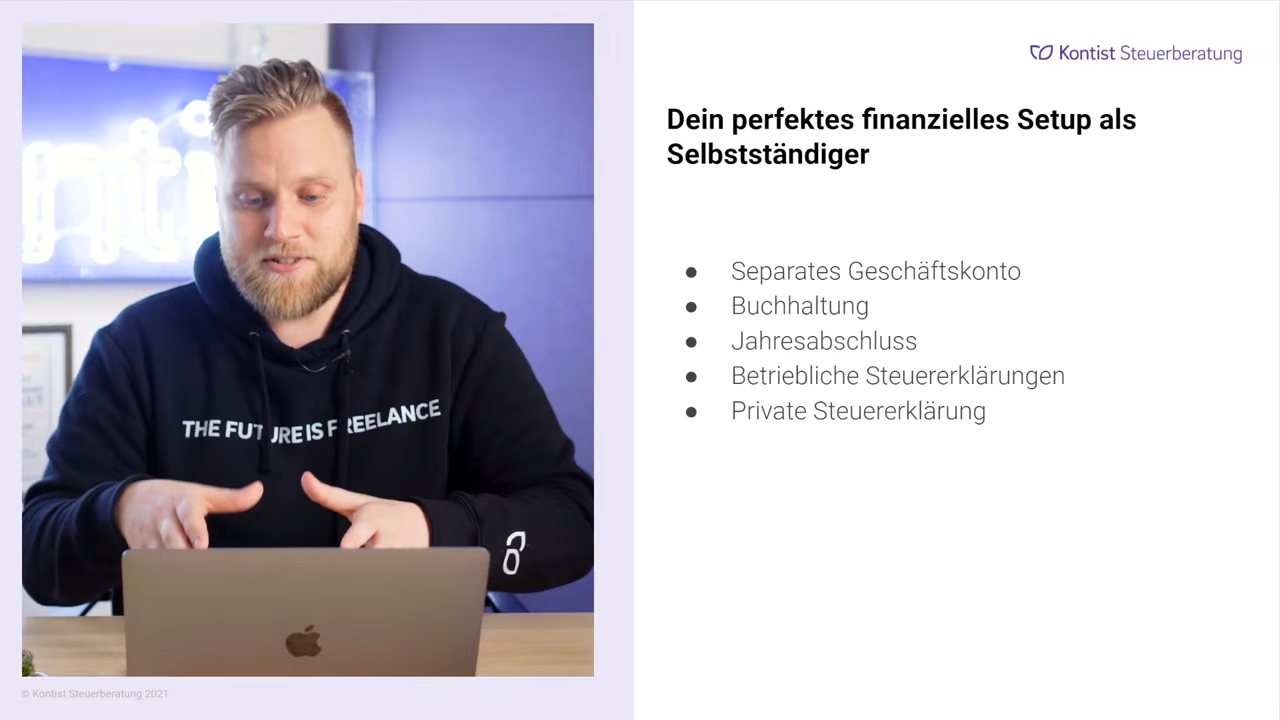 Kontist Steuerberatung
Dein perfektes finanzielles Setup als
Selbstständiger
● Separates Geschäftskonto
● Buchhaltung
● Jahresabschluss
● Betriebliche Steuererklärungen
● Private Steuererklärung
THE FUTURE IS FREELANCE
© Kontist Steuerberatung 2021